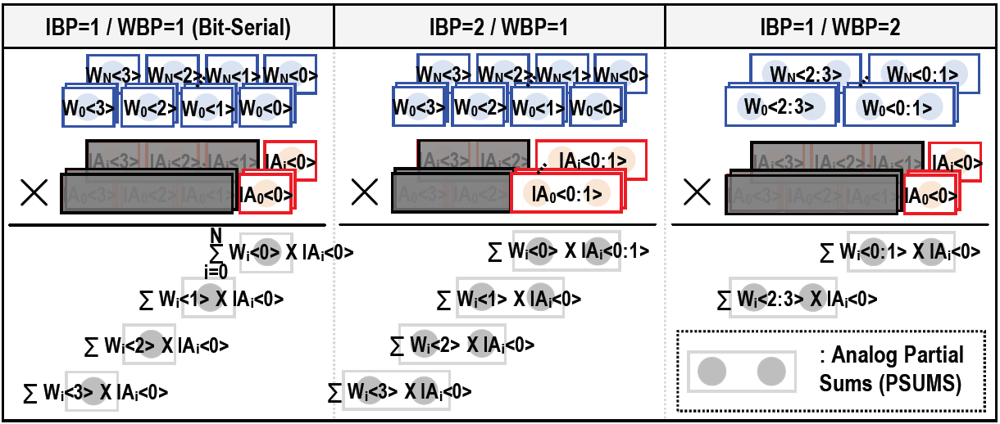 IBP=1 / WBP=1 (Bit-Serial)
IBP=2 / WBP=1
IBP=1 / WBP=2
WN<3> WN<2> WN<1> WN<0>
W0<3> W0<2> W0<1> W0<0>
IAi<3> IAi<2> IAi<1> IAi<0>
× IA0<3> IA0<2> IA0<1> IA0<0>
N
∑ Wi<0> X IAi<0>
i=0
∑ Wi<1> X IAi<0>
∑ Wi<2> X IAi<0>
∑ Wi<3> X IAi<0>
WN<3> WN<2> WN<1> WN<0>
W0<3> W0<2> W0<1> W0<0>
IAi<3> IAi<2> IAi<0:1>
× IA0<3> IA0<2> IA0<0:1>
∑ Wi<0> X IAi<0:1>
∑ Wi<1> X IAi<0>
∑ Wi<2> X IAi<0>
∑ Wi<3> X IAi<0>
WN<2:3> WN<0:1>
W0<2:3> W0<0:1>
IAi<3> IAi<2> IAi<1> IAi<0>
× IA0<3> IA0<2> IA0<1> IA0<0>
∑ Wi<0:1> X IAi<0>
∑ Wi<2:3> X IAi<0>
: Analog Partial
Sums (PSUMS)